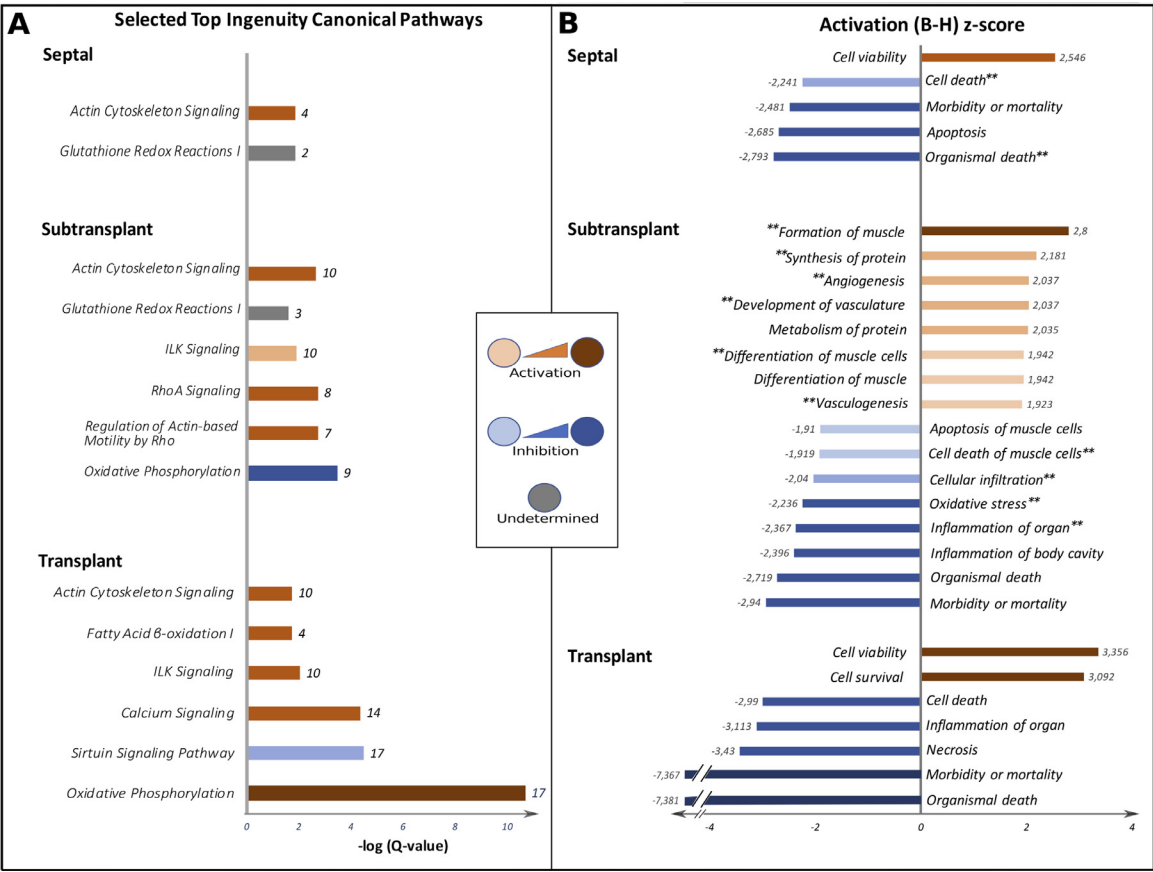 A
Selected Top Ingenuity Canonical Pathways
Septal
Actin Cytoskeleton Signaling 4
Glutathione Redox Reactions I 2
Subtransplant
Actin Cytoskeleton Signaling 10
Glutathione Redox Reactions I 3
ILK Signaling 10
RhoA Signaling 8
Regulation of Actin-based
Motility by Rho 7
Oxidative Phosphorylation 9
Transplant
Actin Cytoskeleton Signaling 10
Fatty Acid β-oxidation I 4
ILK Signaling 10
Calcium Signaling 14
Sirtuin Signaling Pathway 17
Oxidative Phosphorylation 17
0 2 4 6 8 10
-log (Q-value)
Activation
Inhibition
Undetermined
B
Activation (B-H) z-score
Septal
Cell viability 2,546
-2,241 Cell death**
-2,481 Morbidity or mortality
-2,685 Apoptosis
-2,793 Organismal death**
Subtransplant
**Formation of muscle 2,8
**Synthesis of protein 2,181
**Angiogenesis 2,037
**Development of vasculature 2,037
Metabolism of protein 2,035
**Differentiation of muscle cells 1,942
Differentiation of muscle 1,942
**Vasculogenesis 1,923
-1,91 Apoptosis of muscle cells
-1,919 Cell death of muscle cells**
-2,04 Cellular infiltration**
-2,236 Oxidative stress**
-2,367 Inflammation of organ**
-2,396 Inflammation of body cavity
-2,719 Organismal death
-2,94 Morbidity or mortality
Transplant
Cell viability 3,356
Cell survival 3,092
-2,99 Cell death
-3,113 Inflammation of organ
-3,43 Necrosis
-7,367 Morbidity or mortality
-7,381 Organismal death
-4 -2 0 2 4